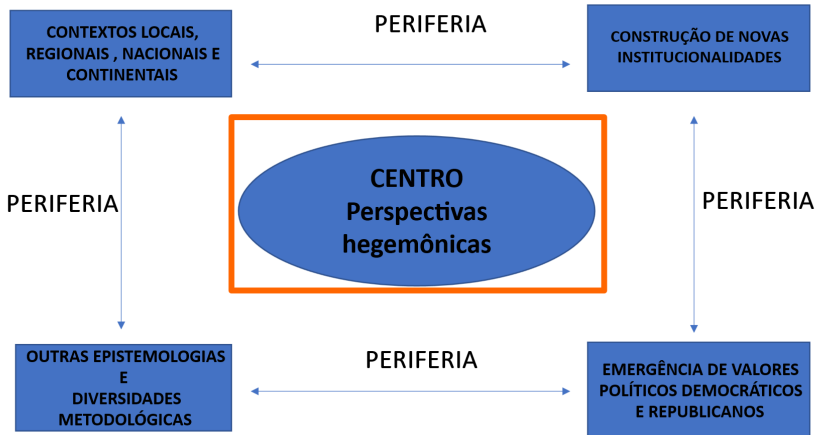 CONTEXTOS LOCAIS,
REGIONAIS , NACIONAIS E
CONTINENTAIS
PERIFERIA
CONSTRUÇÃO DE NOVAS
INSTITUCIONALIDADES
PERIFERIA
CENTRO
Perspectivas
hegemônicas
PERIFERIA
OUTRAS EPISTEMOLOGIAS
E
DIVERSIDADES
METODOLÓGICAS
PERIFERIA
EMERGÊNCIA DE VALORES
POLÍTICOS DEMOCRÁTICOS
E REPUBLICANOS